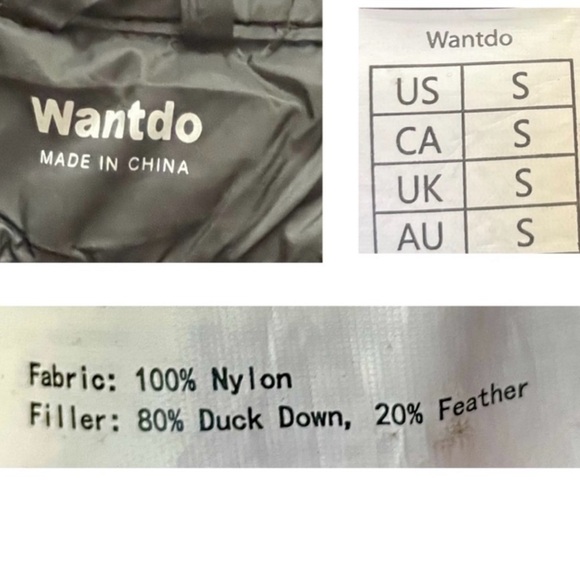 Wantdo
MADE IN CHINA
Wantdo
US S
CA S
UK S
AU S
Fabric: 100% Nylon
Filler: 80% Duck Down, 20% Feather